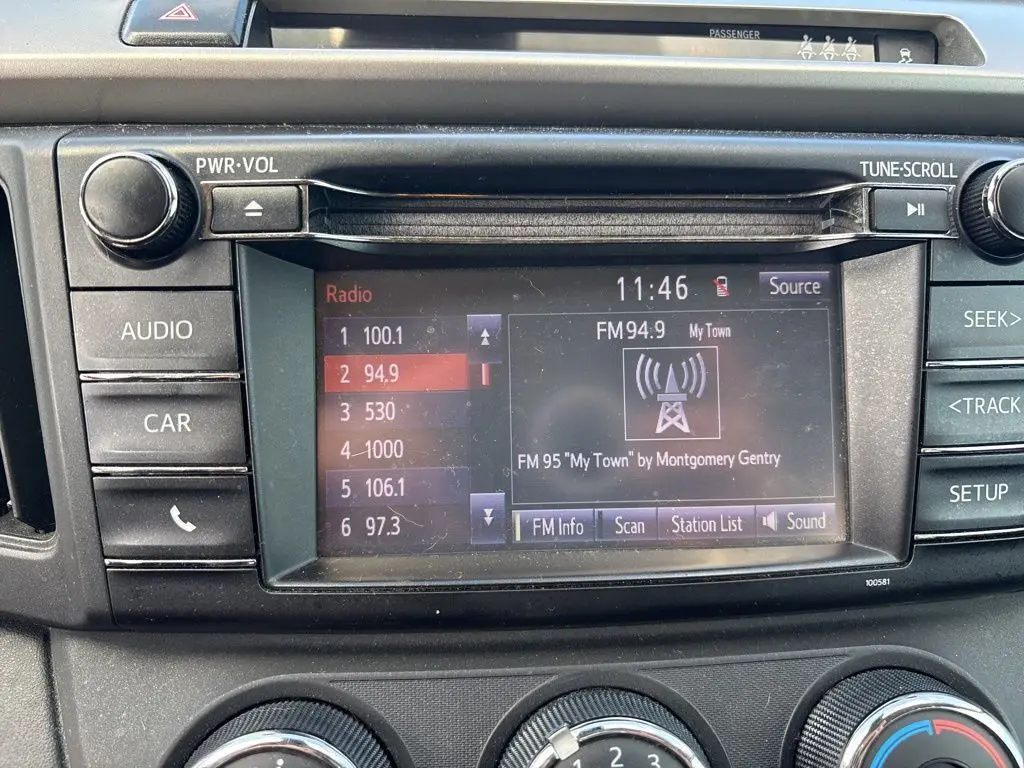 PASSENGER
PWR·VOL
TUNE·SCROLL
AUDIO
CAR
SEEK>
<TRACK
SETUP
Radio
11:46
Source
1 100.1
2 94.9
3 530
4 1000
5 106.1
6 97.3
FM 94.9 My Town
FM 95 "My Town" by Montgomery Gentry
FM Info
Scan
Station List
Sound
100581
1 2 3